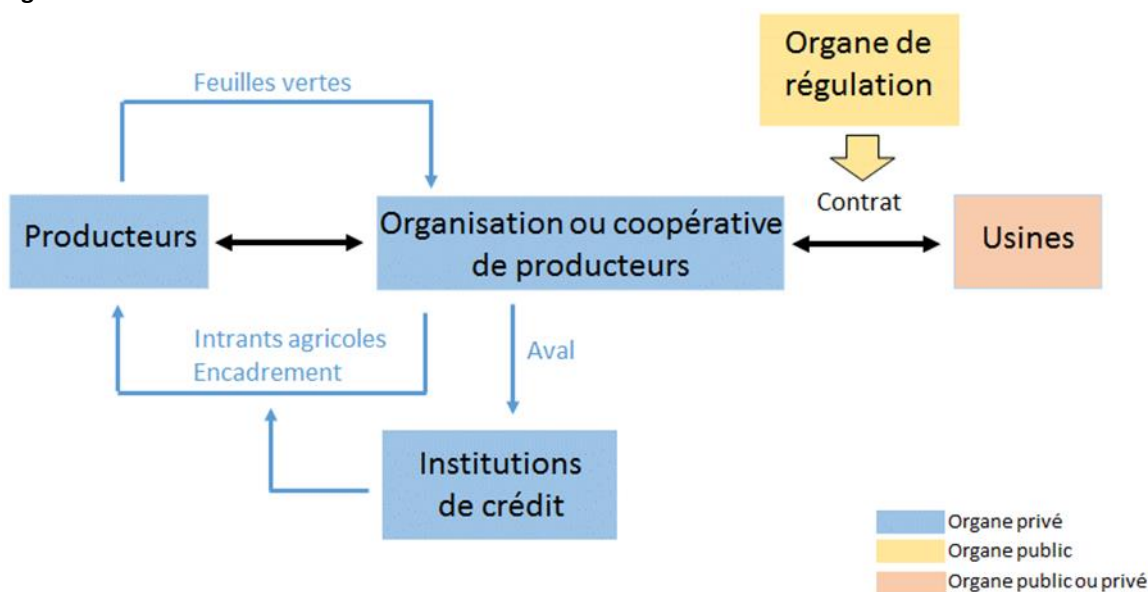 Organe de
régulation
Feuilles vertes
Contrat
Producteurs
Organisation ou coopérative
de producteurs
Usines
Intrants agricoles
Encadrement
Aval
Institutions
de crédit
Organe privé
Organe public
Organe public ou privé